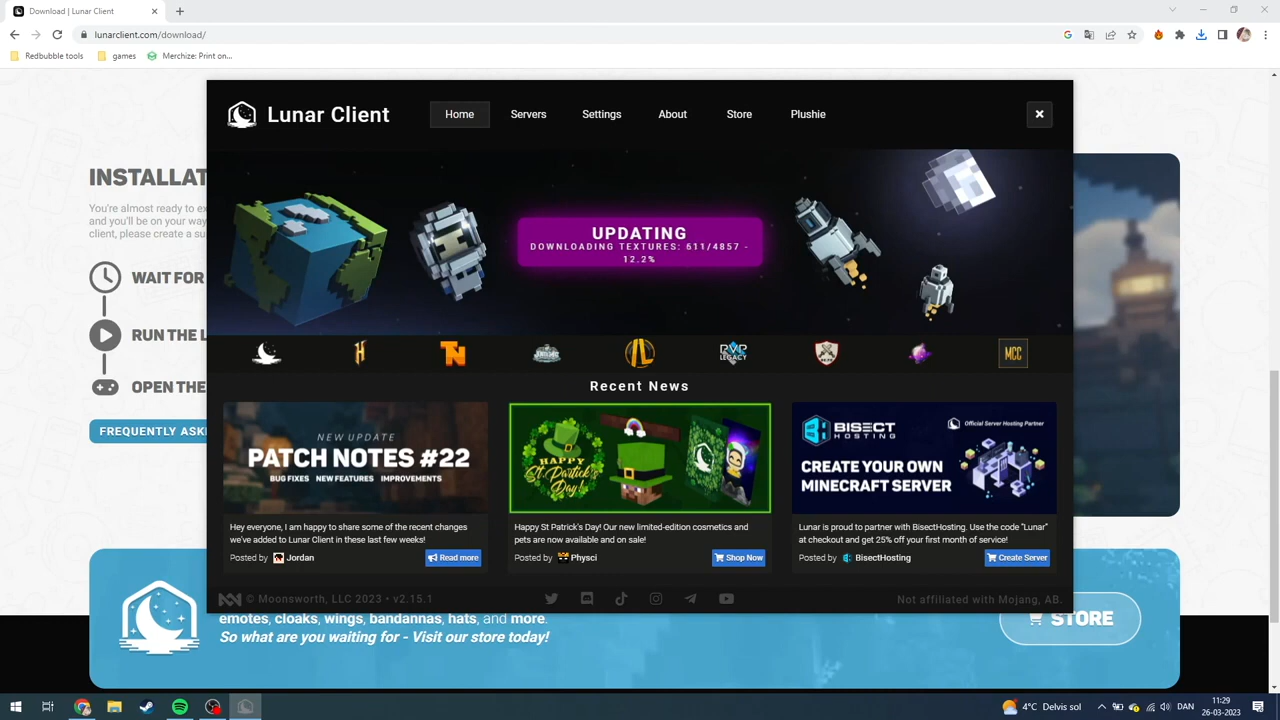 Download | Lunar Client
lunarclient.com/download/
Redbubble tools
games
Merchize: Print on...
Lunar Client
Home
Servers
Settings
About
Store
Plushie
INSTALLAT
You're almost ready to ex
and you'll be on your way
client, please create a su
WAIT FOR
RUN THE L
OPEN THE
FREQUENTLY ASK
UPDATING
DOWNLOADING TEXTURES: 611/4857 -
12.2%
Recent News
NEW UPDATE
PATCH NOTES #22
BUG FIXES NEW FEATURES IMPROVEMENTS
Hey everyone, I am happy to share some of the recent changes
we've added to Lunar Client in these last few weeks!
Posted by Jordan
Read more
HAPPY
St. Patrick's
Day!
Happy St Patrick's Day! Our new limited-edition cosmetics and
pets are now available and on sale!
Posted by Physci
Shop Now
BISECT
HOSTING
Official Server Hosting Partner
CREATE YOUR OWN
MINECRAFT SERVER
Lunar is proud to partner with BisectHosting. Use the code "Lunar"
at checkout and get 25% off your first month of service!
Posted by BisectHosting
Create Server
© Moonsworth, LLC 2023 • v2.15.1
Not affiliated with Mojang, AB.
emotes, cloaks, wings, bandannas, hats, and more.
So what are you waiting for - Visit our store today!
STORE
PVP
LEGACY
MCC
4°C Delvis sol
DAN
11:29
26-03-2023